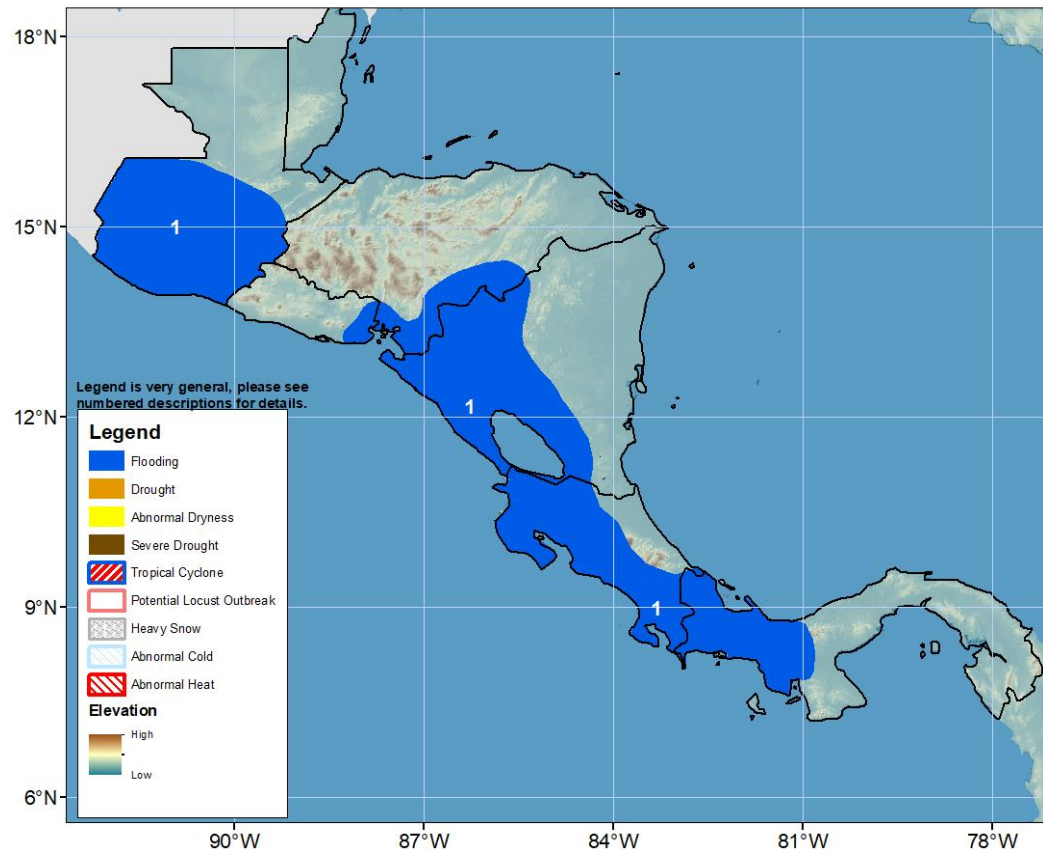 18°N
15°N
12°N
9°N
6°N
90°W
87°W
84°W
81°W
78°W
1
1
1
Legend is very general, please see
numbered descriptions for details.
Legend
Flooding
Drought
Abnormal Dryness
Severe Drought
Tropical Cyclone
Potential Locust Outbreak
Heavy Snow
Abnormal Cold
Abnormal Heat
Elevation
High
Low